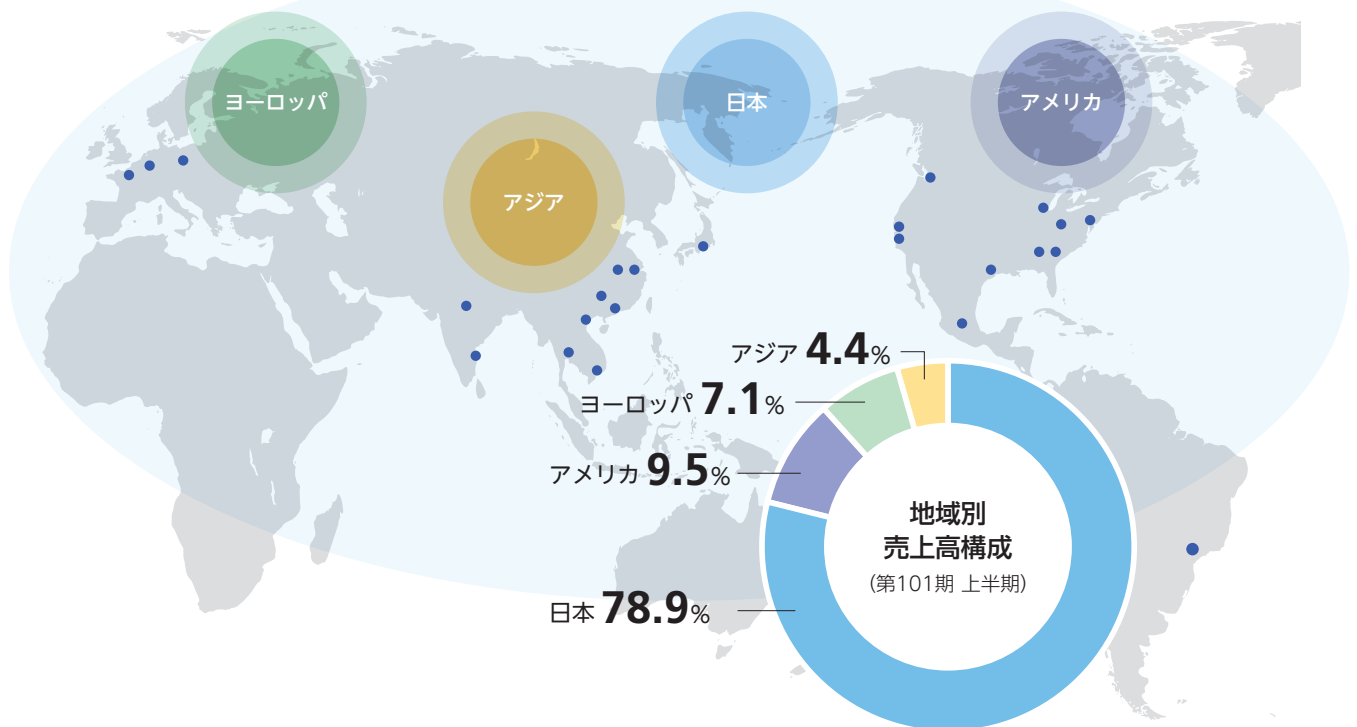 ヨーロッパ
日本
アメリカ
アジア
アジア 4.4%
ヨーロッパ 7.1%
アメリカ 9.5%
日本 78.9%
地域別
売上高構成
(第101期 上半期)